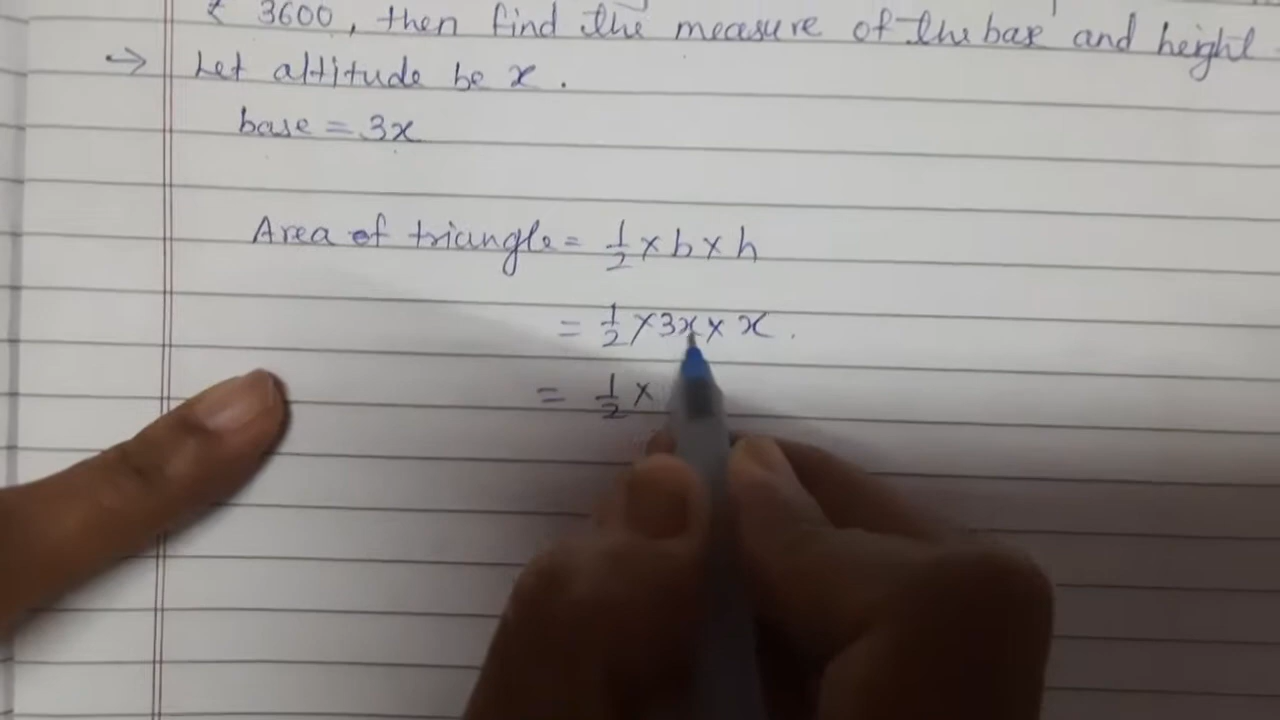 ₹ 3600, then find the measure of the base and height
→ Let altitude be x.
base = 3x
Area of triangle = 1/2 × b × h
= 1/2 × 3x × x.
= 1/2 ×